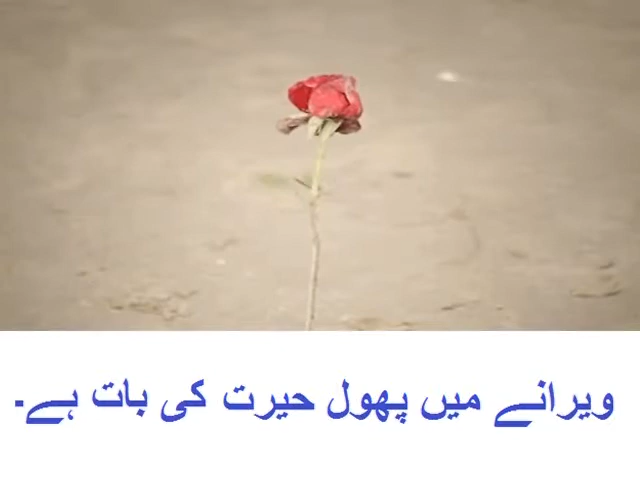 ویرانے میں پھول حیرت کی بات ہے۔